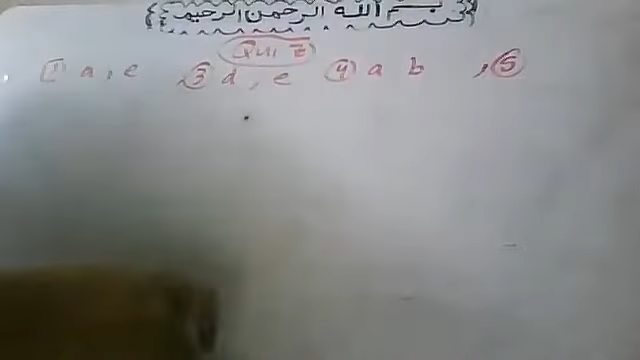 بسم الله الرحمن الرحيم
Quiz
① a, e , ③ d, e ④ a b , ⑤